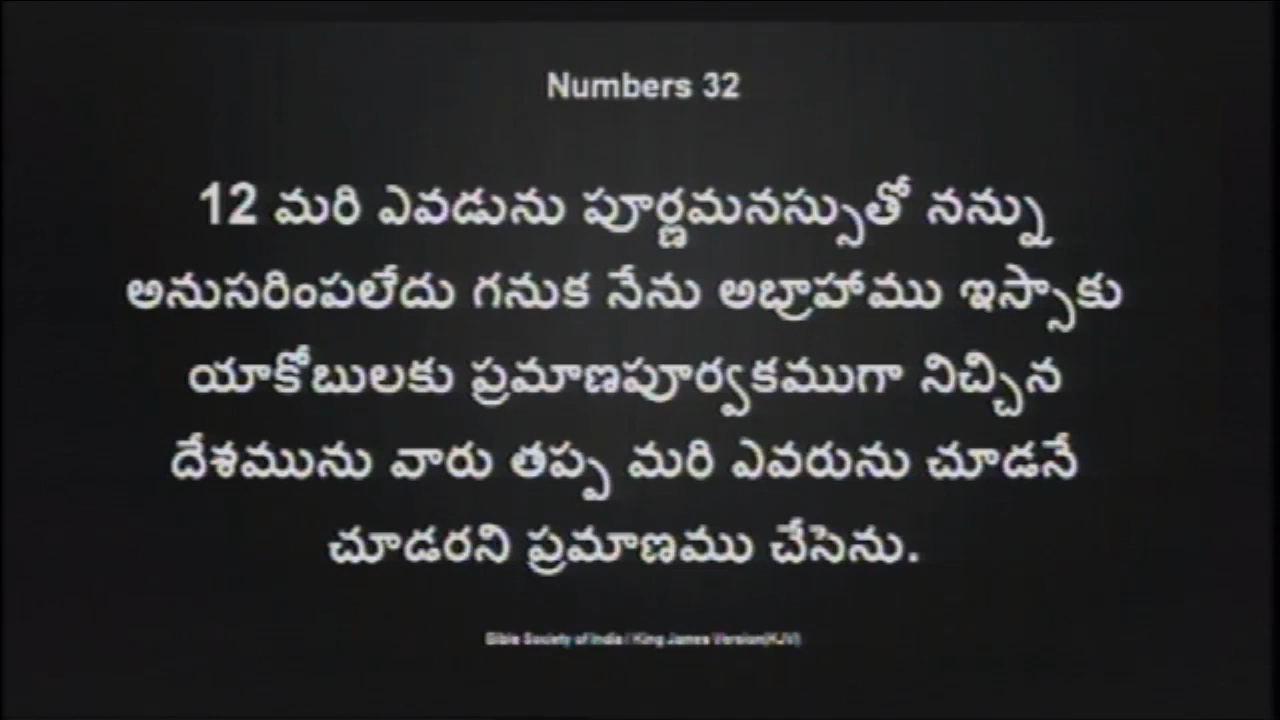 Numbers 32
12 మరి ఎవడును పూర్ణమనస్సుతో నన్ను
అనుసరింపలేదు గనుక నేను అబ్రాహాము ఇస్సాకు
యాకోబులకు ప్రమాణపూర్వకముగా నిచ్చిన
దేశమును వారు తప్ప మరి ఎవరును చూడనే
చూడరని ప్రమాణము చేసెను.
Bible Society of India / King James Version(KJV)